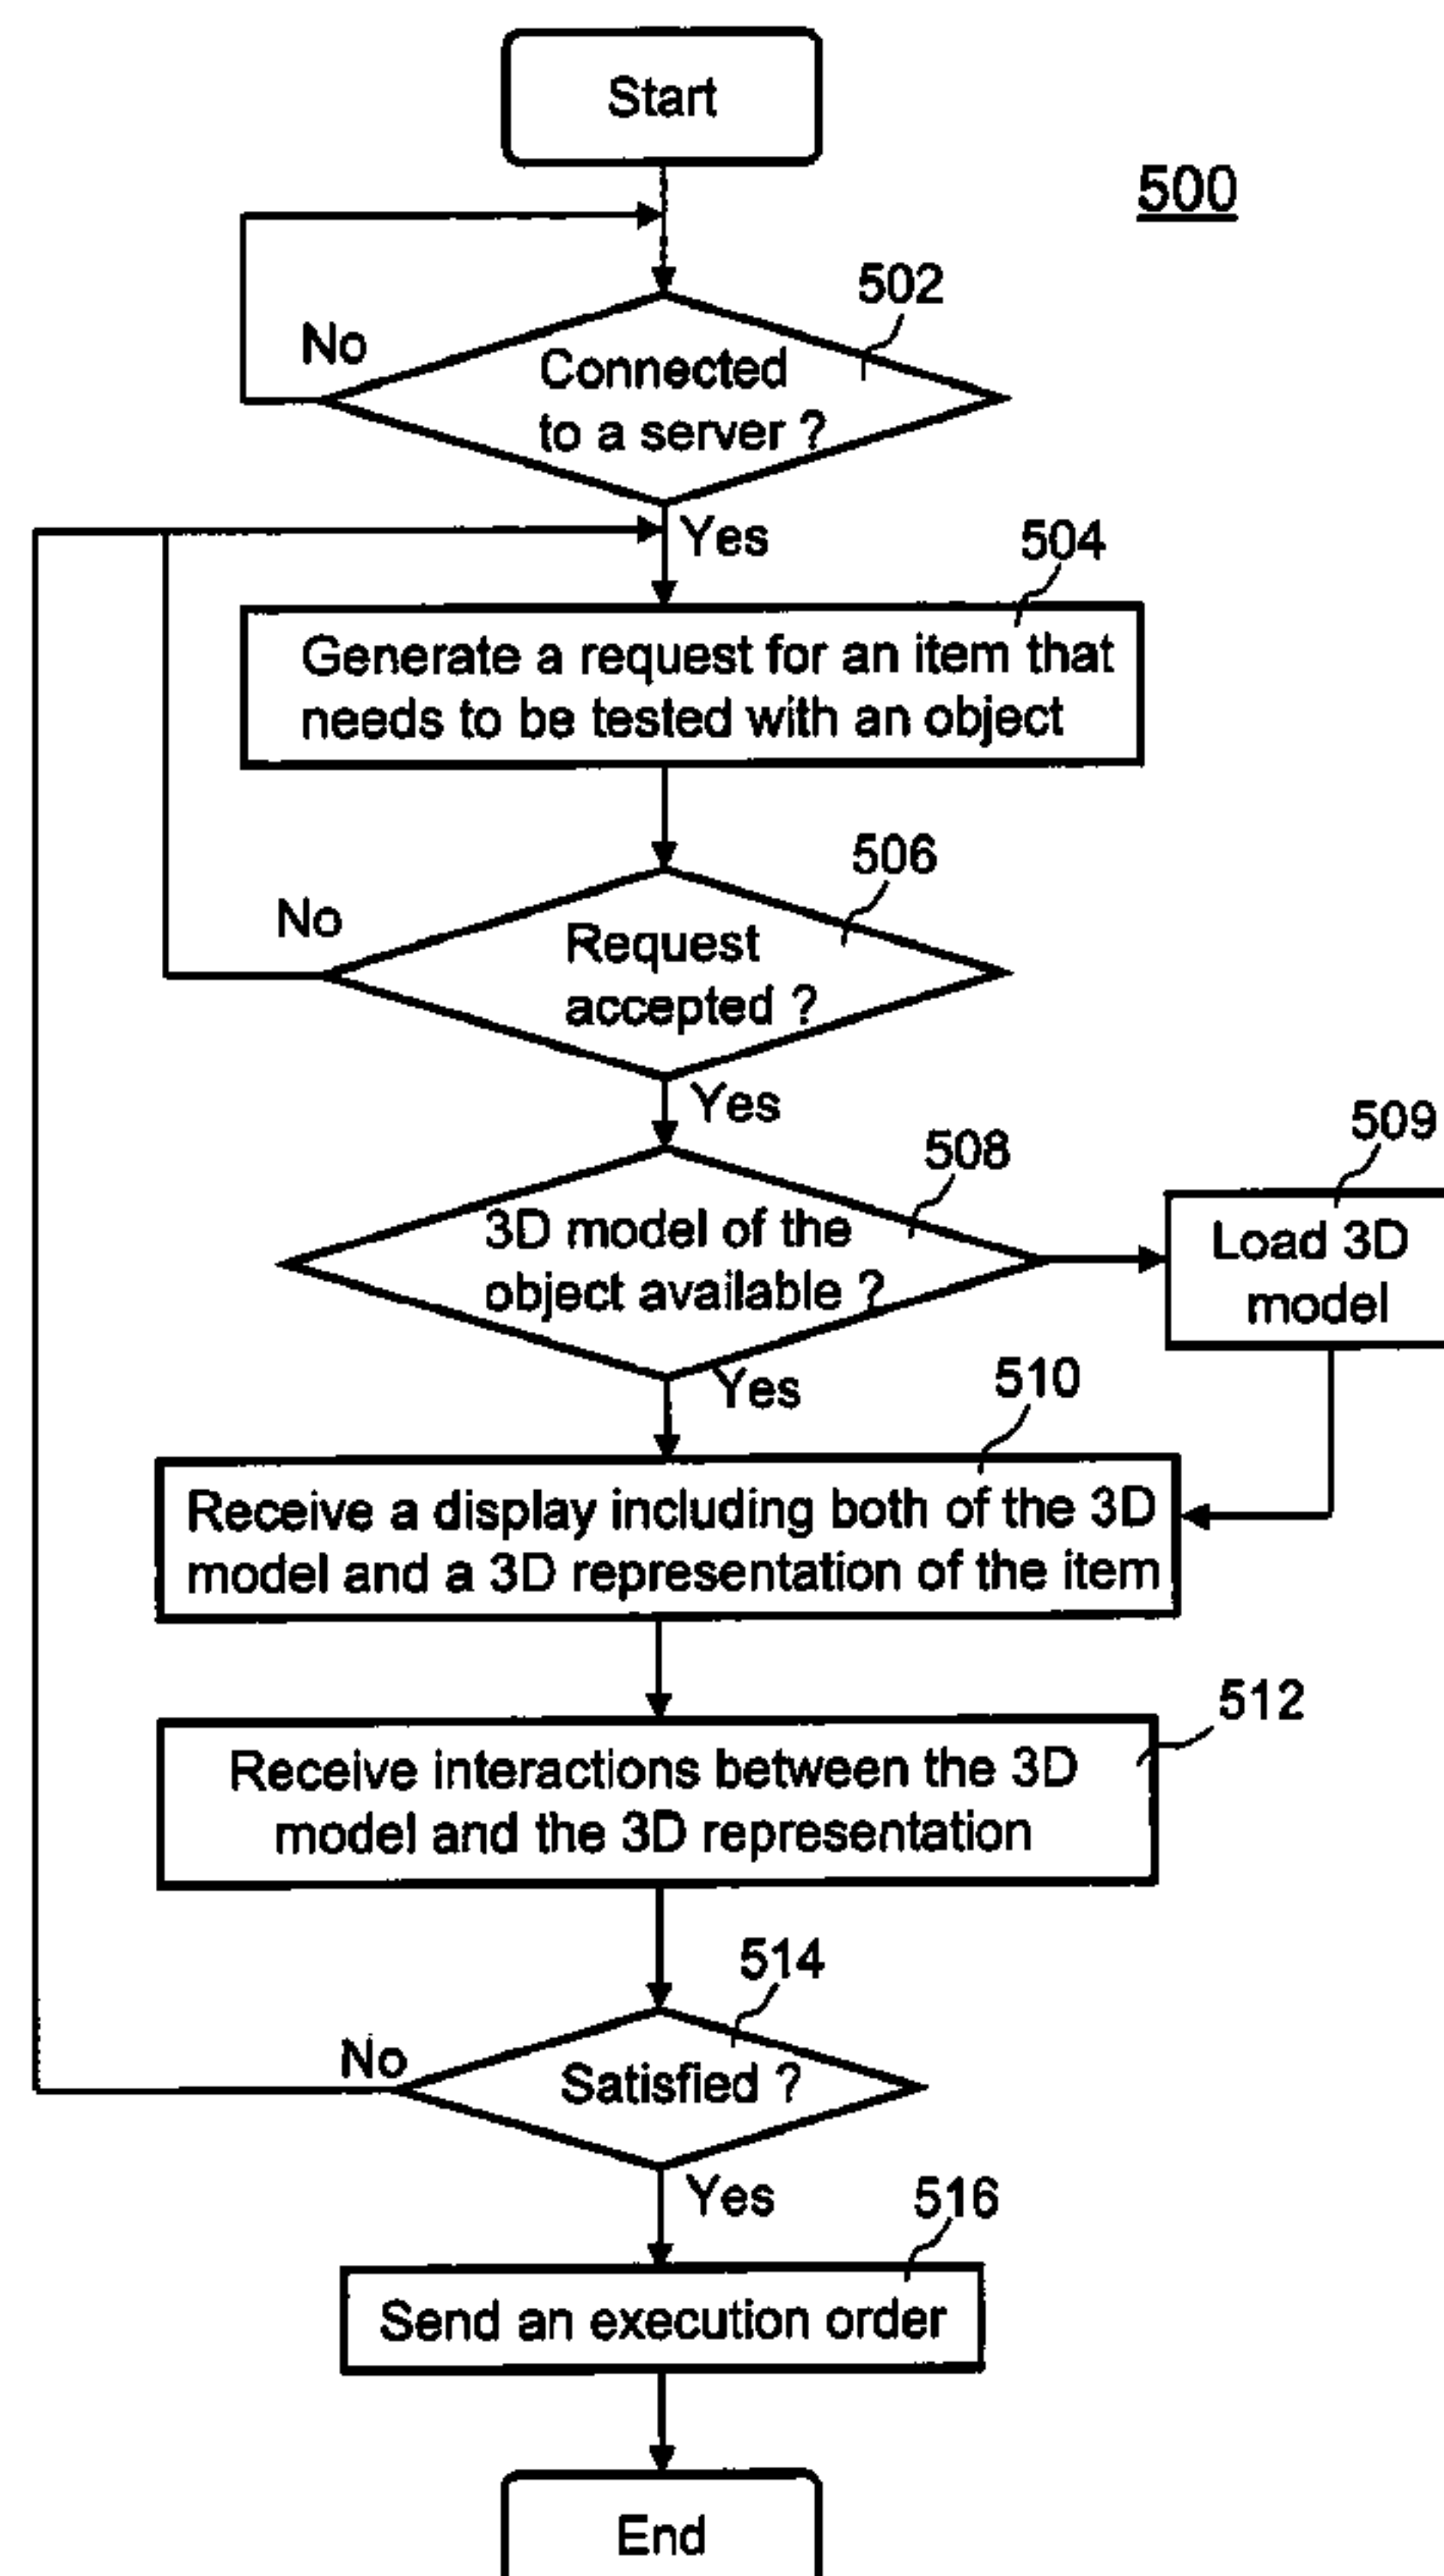 Start
500
502
No
Connected
to a server ?
Yes
504
Generate a request for an item that
needs to be tested with an object
506
No
Request
accepted ?
Yes
508
509
3D model of the
object available ?
Load 3D
model
Yes
510
Receive a display including both of the 3D
model and a 3D representation of the item
512
Receive interactions between the 3D
model and the 3D representation
514
No
Satisfied ?
Yes
516
Send an execution order
End